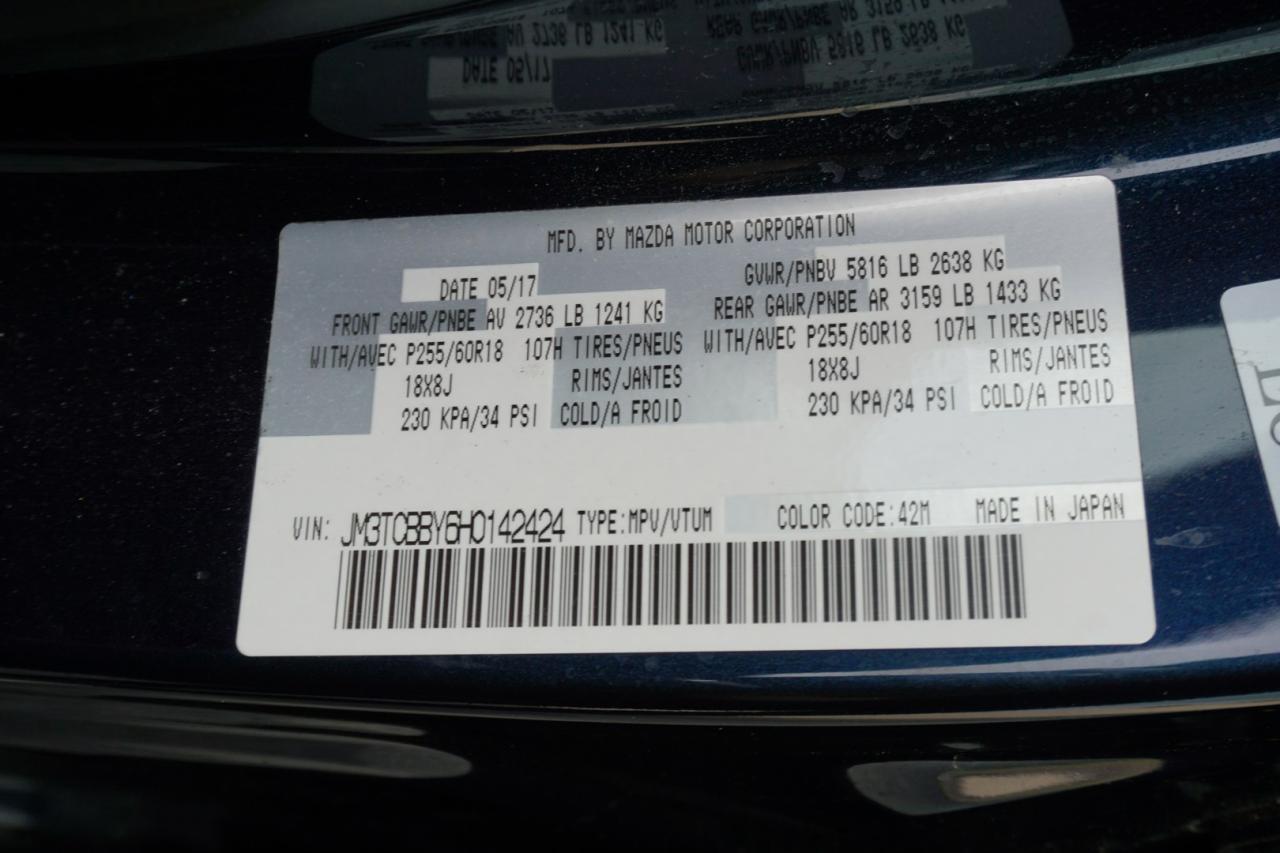 MFD. BY MAZDA MOTOR CORPORATION
DATE 05/17 GVWR/PNBV 5816 LB 2638 KG
FRONT GAWR/PNBE AV 2736 LB 1241 KG REAR GAWR/PNBE AR 3159 LB 1433 KG
WITH/AVEC P255/60R18 107H TIRES/PNEUS WITH/AVEC P255/60R18 107H TIRES/PNEUS
18X8J RIMS/JANTES 18X8J RIMS/JANTES
230 KPA/34 PSI COLD/A FROID 230 KPA/34 PSI COLD/A FROID
VIN: JM3TCBBY6H0142424 TYPE:MPV/VTUM COLOR CODE:42M MADE IN JAPAN